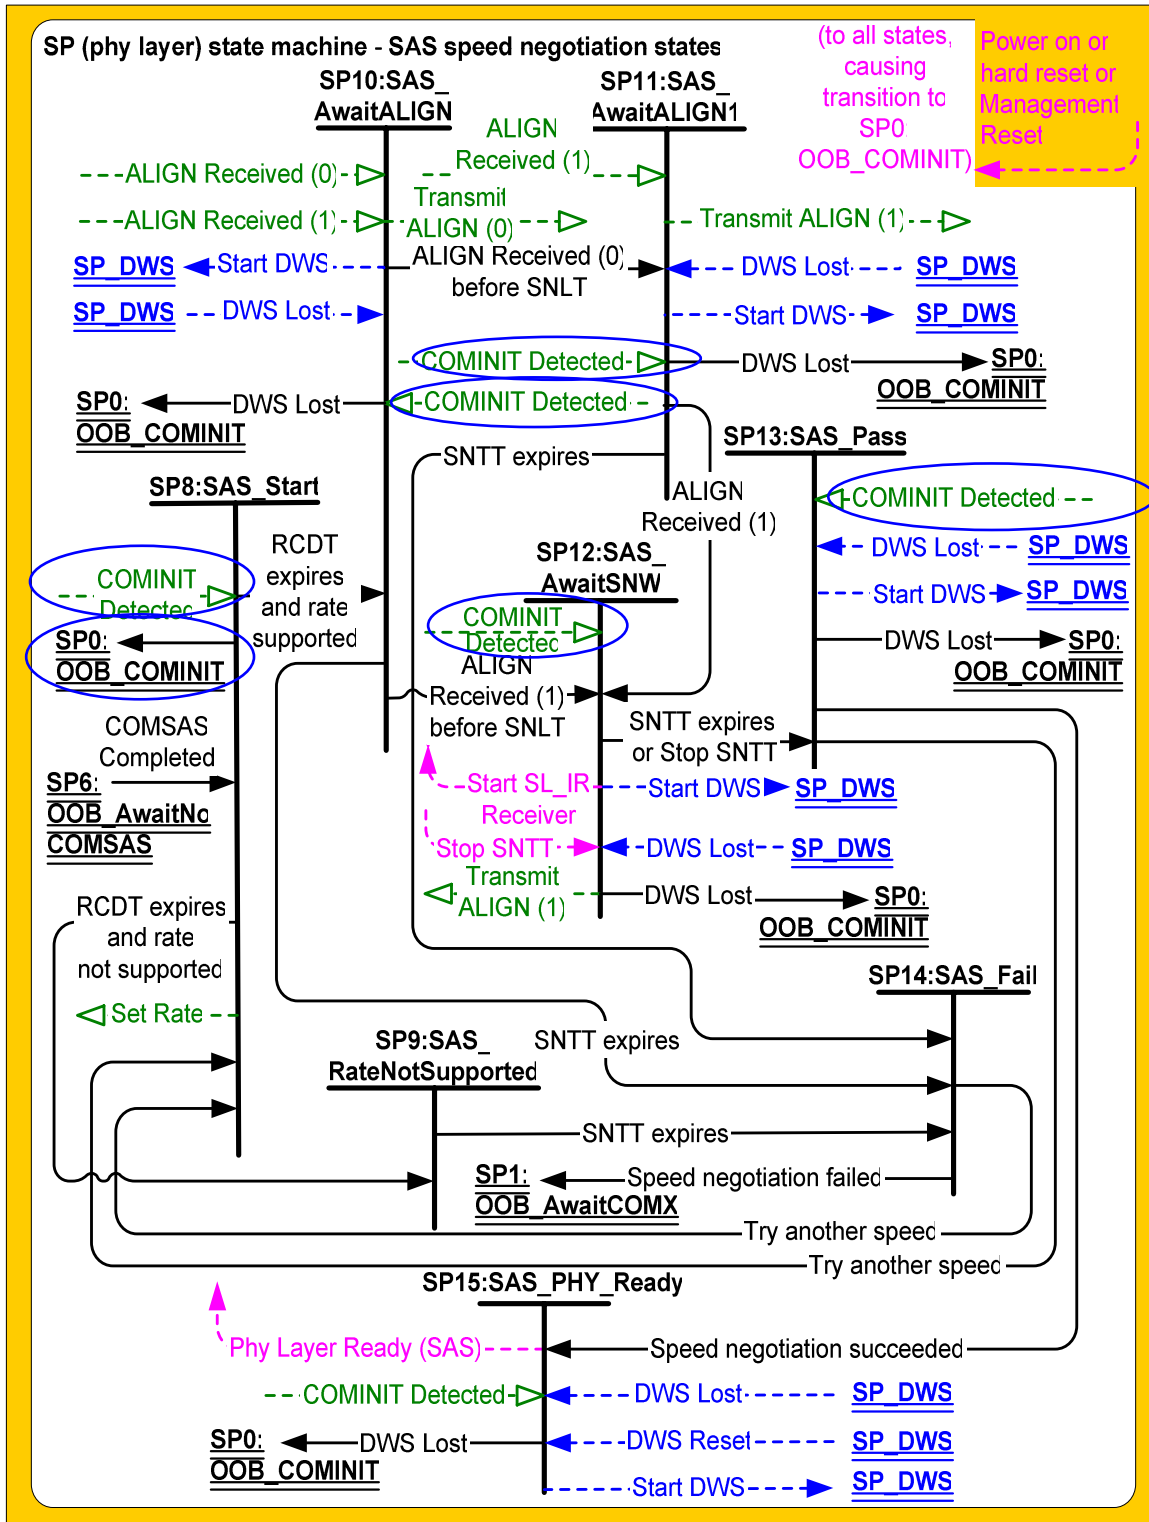 SP (phy layer) state machine - SAS speed negotiation states
(to all states,
causing
transition to
SP0
OOB_COMINIT)
Power on or
hard reset or
Management
Reset
SP10:SAS_
AwaitALIGN
SP11:SAS_
AwaitALIGN1
ALIGN
Received (1)
ALIGN Received (0)
ALIGN Received (1)
Transmit
ALIGN (0)
Transmit ALIGN (1)
SP_DWS
Start DWS
ALIGN Received (0)
before SNLT
DWS Lost
SP_DWS
SP_DWS
DWS Lost
Start DWS
SP_DWS
COMINIT Detected
DWS Lost
SP0:
OOB_COMINIT
SP0:
OOB_COMINIT
DWS Lost
COMINIT Detected
SNTT expires
SP13:SAS_Pass
SP8:SAS_Start
ALIGN
Received (1)
COMINIT Detected
RCDT
expires
and rate
supported
SP12:SAS_
AwaitSNW
DWS Lost
SP_DWS
COMINIT
Detected
COMINIT
Detected
Start DWS
SP_DWS
SP0:
OOB_COMINIT
DWS Lost
SP0:
OOB_COMINIT
ALIGN
Received (1)
before SNLT
SNTT expires
or Stop SNTT
COMSAS
Completed
SP6:
OOB_AwaitNo
COMSAS
Start SL_IR
Receiver
Start DWS
SP_DWS
Stop SNTT
DWS Lost
SP_DWS
Transmit
ALIGN (1)
DWS Lost
SP0:
OOB_COMINIT
RCDT expires
and rate
not supported
SP14:SAS_Fail
Set Rate
SP9:SAS_
RateNotSupported
SNTT expires
SNTT expires
SP1:
OOB_AwaitCOMX
Speed negotiation failed
Try another speed
Try another speed
SP15:SAS_PHY_Ready
Phy Layer Ready (SAS)
Speed negotiation succeeded
COMINIT Detected
DWS Lost
SP_DWS
SP0:
OOB_COMINIT
DWS Lost
DWS Reset
SP_DWS
Start DWS
SP_DWS